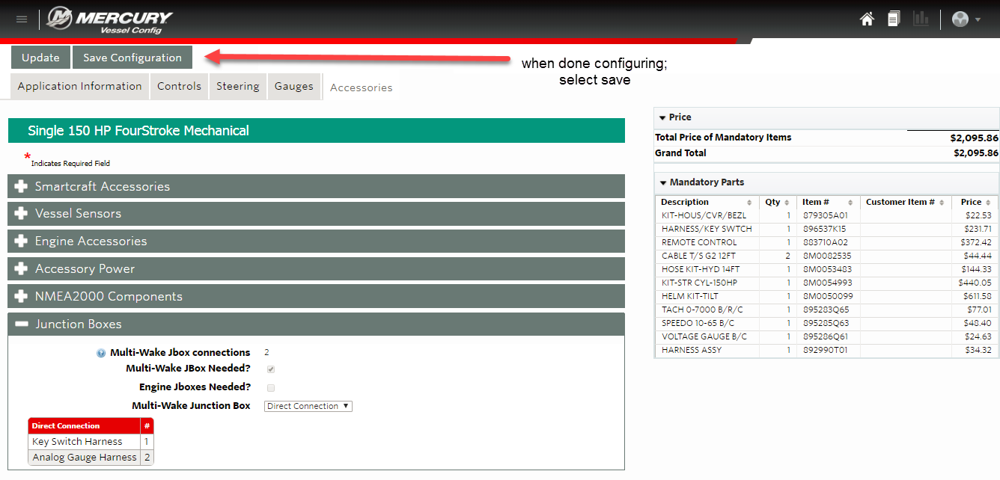 MERCURY
Vessel Config
Update
Save Configuration
when done configuring;
select save
Application Information
Controls
Steering
Gauges
Accessories
Single 150 HP FourStroke Mechanical
* Indicates Required Field
Smartcraft Accessories
Vessel Sensors
Engine Accessories
Accessory Power
NMEA2000 Components
Junction Boxes
Multi-Wake Jbox connections 2
Multi-Wake JBox Needed?
Engine Jboxes Needed?
Multi-Wake Junction Box Direct Connection
Direct Connection #
Key Switch Harness 1
Analog Gauge Harness 2
Price
Total Price of Mandatory Items $2,095.86
Grand Total $2,095.86
Mandatory Parts
Description Qty Item # Customer Item # Price
KIT-HOUS/CVR/BEZL 1 879305A01 $22.53
HARNESS/KEY SWTCH 1 896537K15 $231.71
REMOTE CONTROL 1 883710A02 $372.42
CABLE T/S G2 12FT 2 8M0082535 $44.44
HOSE KIT-HYD 14FT 1 8M0053483 $144.33
KIT-STR CYL-150HP 1 8M0054993 $440.05
HELM KIT-TILT 1 8M0050099 $611.58
TACH 0-7000 B/R/C 1 895283Q65 $77.01
SPEEDO 10-65 B/C 1 895285Q63 $48.40
VOLTAGE GAUGE B/C 1 895286Q61 $24.63
HARNESS ASSY 1 892990T01 $34.32